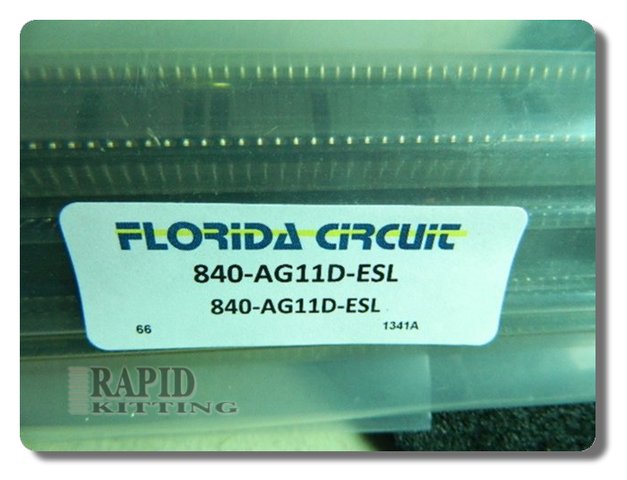 FLORIDA CIRCUIT
840-AG11D-ESL
840-AG11D-ESL
66 1341A
RAPID
KITTING